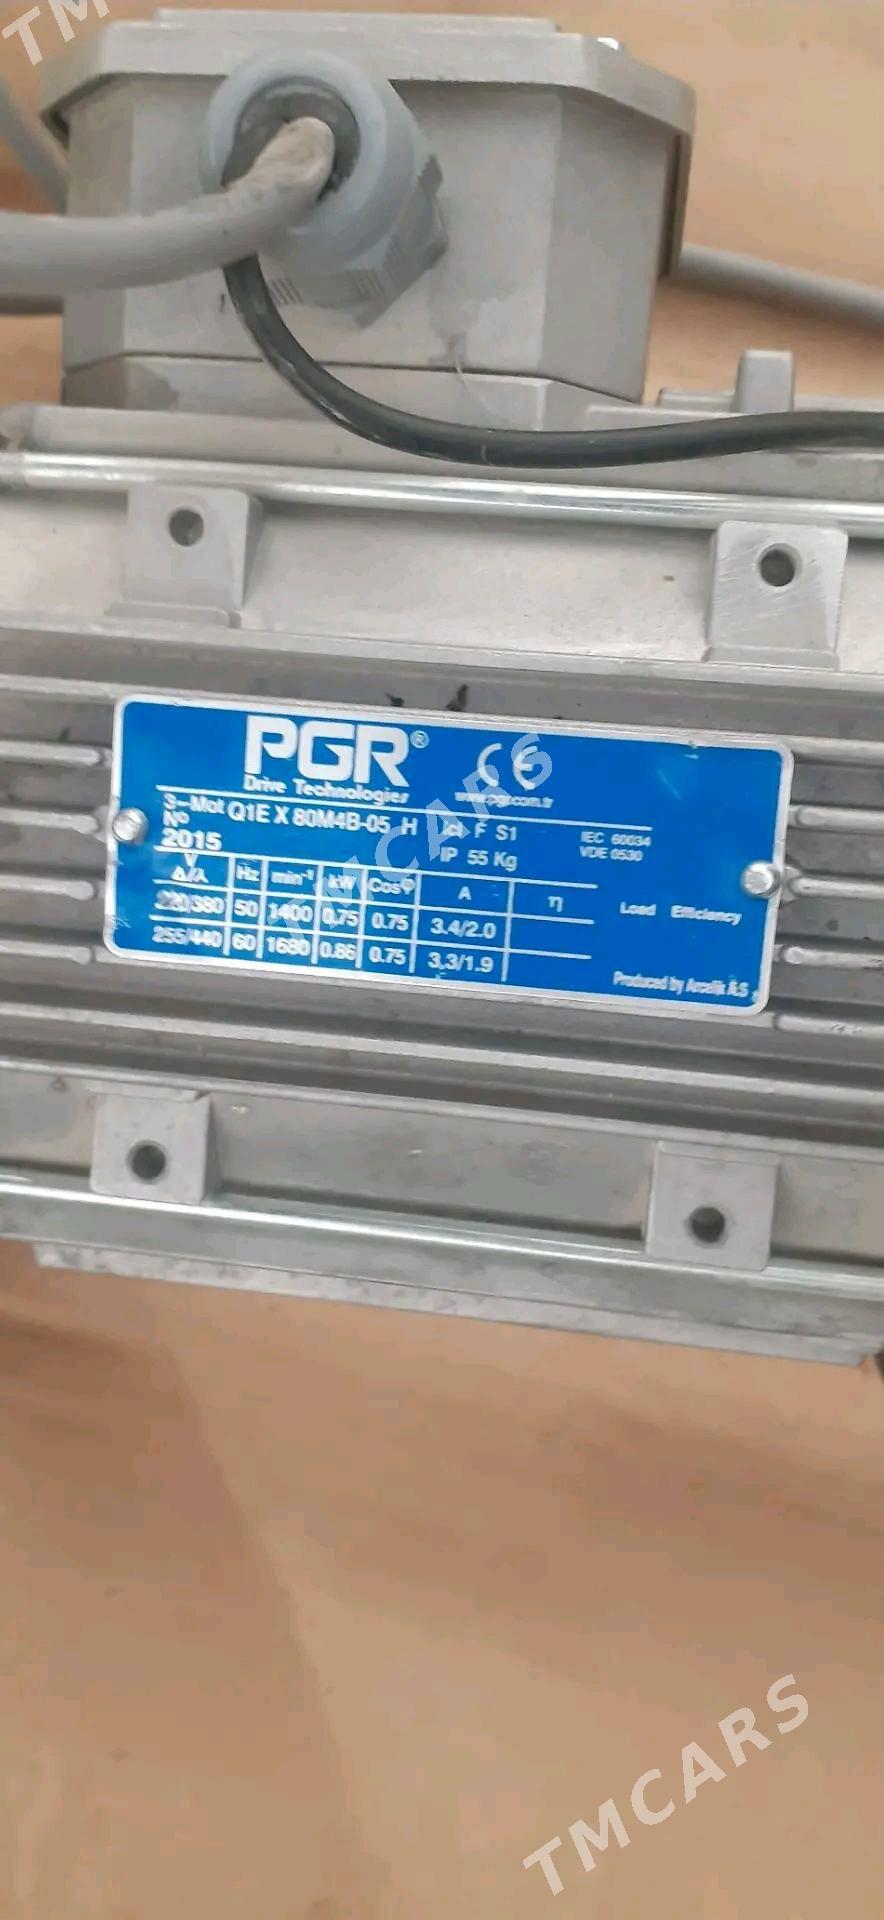 TM
PGR®
Drive Technologies
CE
www.pgr.com.tr
3~Mot Q1E X 80M4B-05 H Icl F S1 IEC 60034
No 2015 IP 55 Kg VDE 0530
V Δ/⅄ Hz min⁻¹ kW Cosφ A η Load Efficiency
220/380 50 1400 0.75 0.75 3.4/2.0
255/440 60 1680 0.86 0.75 3.3/1.9
Produced by Arcelik A.S
TMCARS
TMCARS